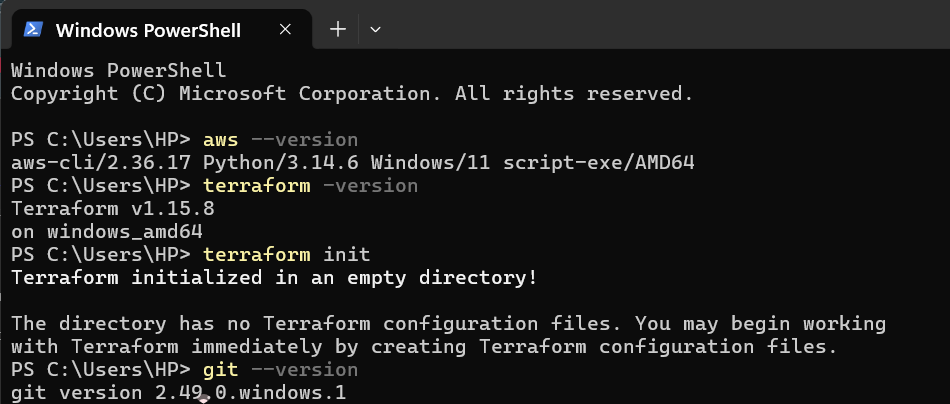 Windows PowerShell
Windows PowerShell
Copyright (C) Microsoft Corporation. All rights reserved.
PS C:\Users\HP> aws --version
aws-cli/2.36.17 Python/3.14.6 Windows/11 script-exe/AMD64
PS C:\Users\HP> terraform -version
Terraform v1.15.8
on windows_amd64
PS C:\Users\HP> terraform init
Terraform initialized in an empty directory!
The directory has no Terraform configuration files. You may begin working
with Terraform immediately by creating Terraform configuration files.
PS C:\Users\HP> git --version
git version 2.49.0.windows.1